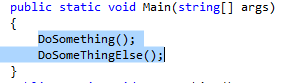 public static void Main(string[] args)
{
DoSomething();
DoSomeThingElse();
}